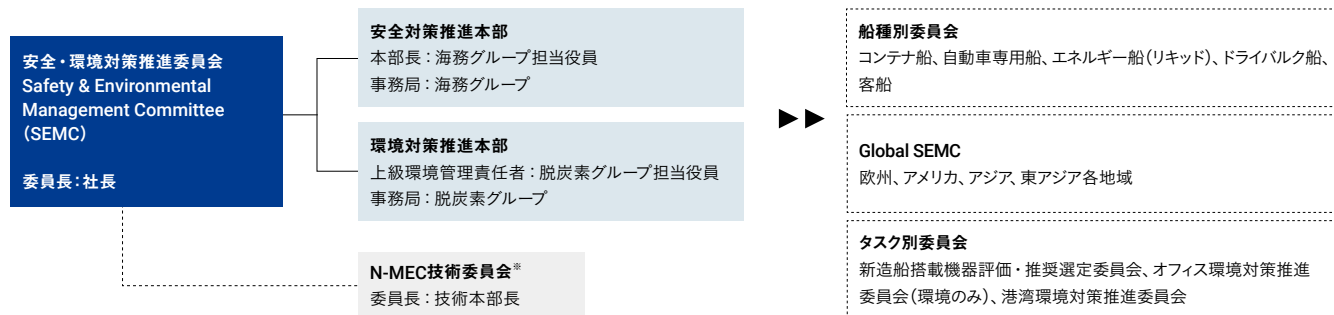 安全・環境対策推進委員会
Safety & Environmental
Management Committee
(SEMC)
委員長：社長
安全対策推進本部
本部長：海務グループ担当役員
事務局：海務グループ
環境対策推進本部
上級環境管理責任者：脱炭素グループ担当役員
事務局：脱炭素グループ
N-MEC技術委員会※
委員長：技術本部長
▶▶
船種別委員会
コンテナ船、自動車専用船、エネルギー船(リキッド)、ドライバルク船、
客船
Global SEMC
欧州、アメリカ、アジア、東アジア各地域
タスク別委員会
新造船搭載機器評価・推奨選定委員会、オフィス環境対策推進
委員会(環境のみ)、港湾環境対策推進委員会